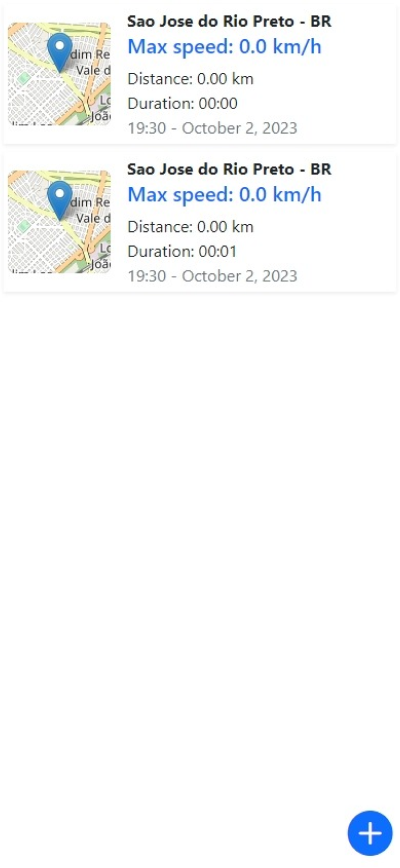 Sao Jose do Rio Preto - BR
Max speed: 0.0 km/h
Distance: 0.00 km
Duration: 00:00
19:30 - October 2, 2023
dim Re
Vale d
Lo
Joã
Sao Jose do Rio Preto - BR
Max speed: 0.0 km/h
Distance: 0.00 km
Duration: 00:01
19:30 - October 2, 2023
dim Re
Vale d
Lo
Joã